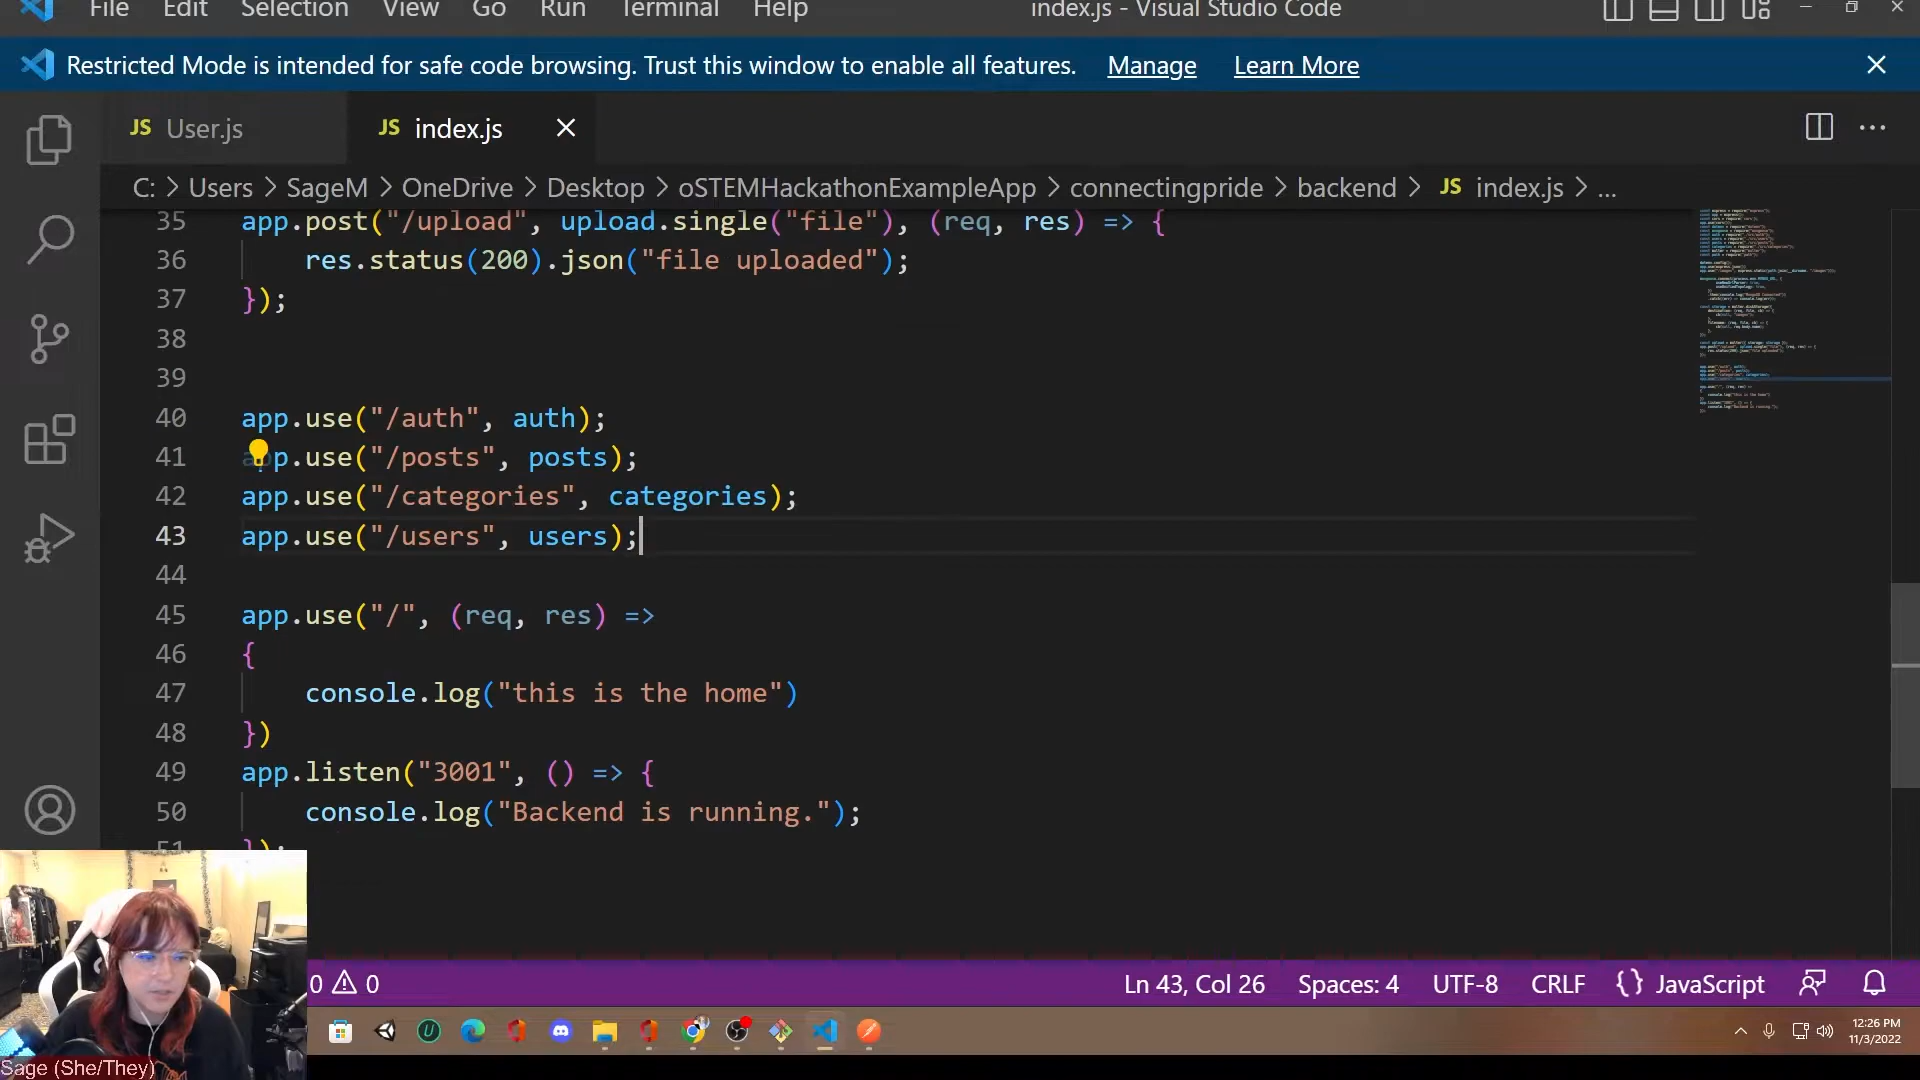 File Edit Selection View Go Run Terminal Help index.js - Visual Studio Code
Restricted Mode is intended for safe code browsing. Trust this window to enable all features. Manage Learn More
JS User.js JS index.js
C: > Users > SageM > OneDrive > Desktop > oSTEMHackathonExampleApp > connectingpride > backend > JS index.js > ...
35 app.post("/upload", upload.single("file"), (req, res) => {
36 res.status(200).json("file uploaded");
37 });
38
39
40 app.use("/auth", auth);
41 app.use("/posts", posts);
42 app.use("/categories", categories);
43 app.use("/users", users);
44
45 app.use("/", (req, res) =>
46 {
47 console.log("this is the home")
48 })
49 app.listen("3001", () => {
50 console.log("Backend is running.");
51 });
0 0 Ln 43, Col 26 Spaces: 4 UTF-8 CRLF {} JavaScript
12:26 PM
11/3/2022
Sage (She/They)